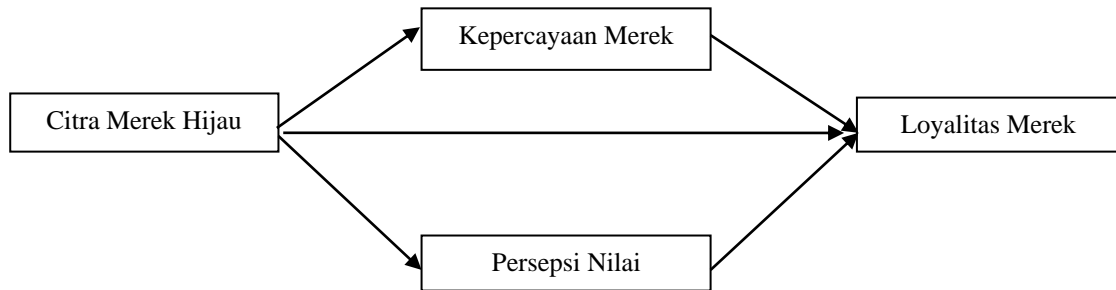 Kepercayaan Merek
Citra Merek Hijau
Loyalitas Merek
Persepsi Nilai